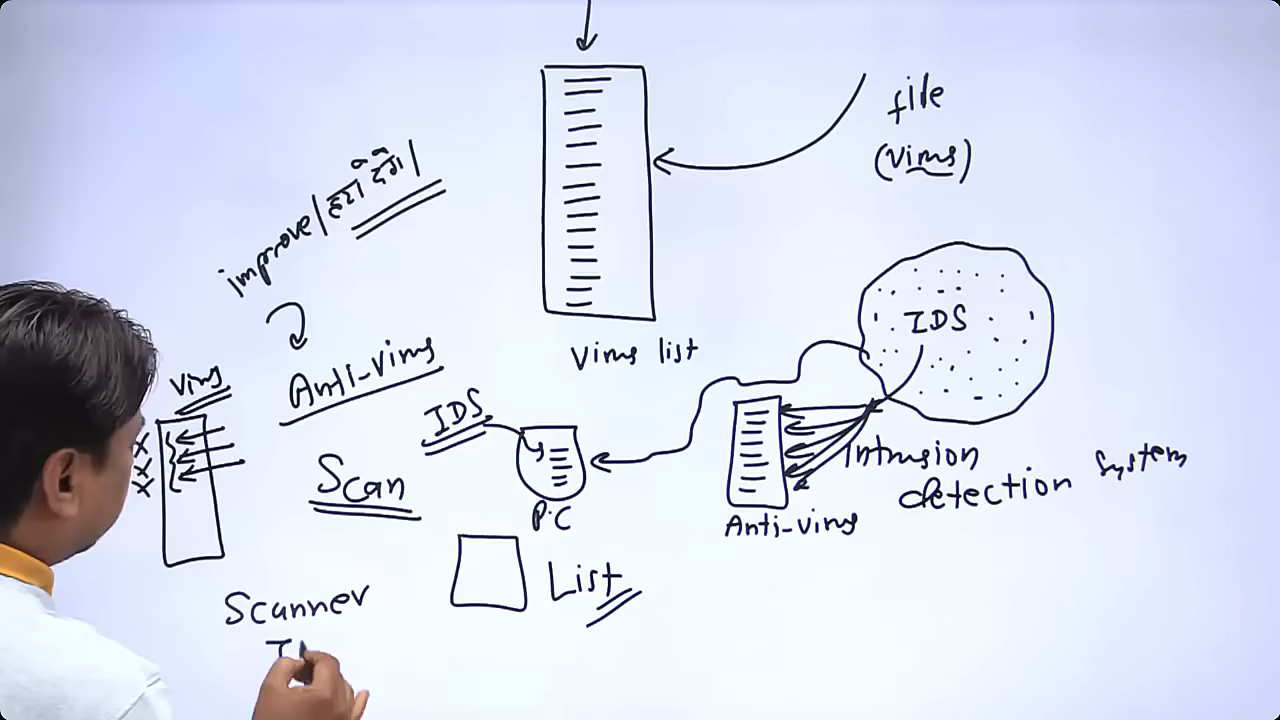 file
(Virus)
improve/हटा देंगे/
Virus list
IDS
Virus
Anti-virus
IDS
Scan
P.C
Intrusion
detection System
Anti-virus
List
Scanner
I